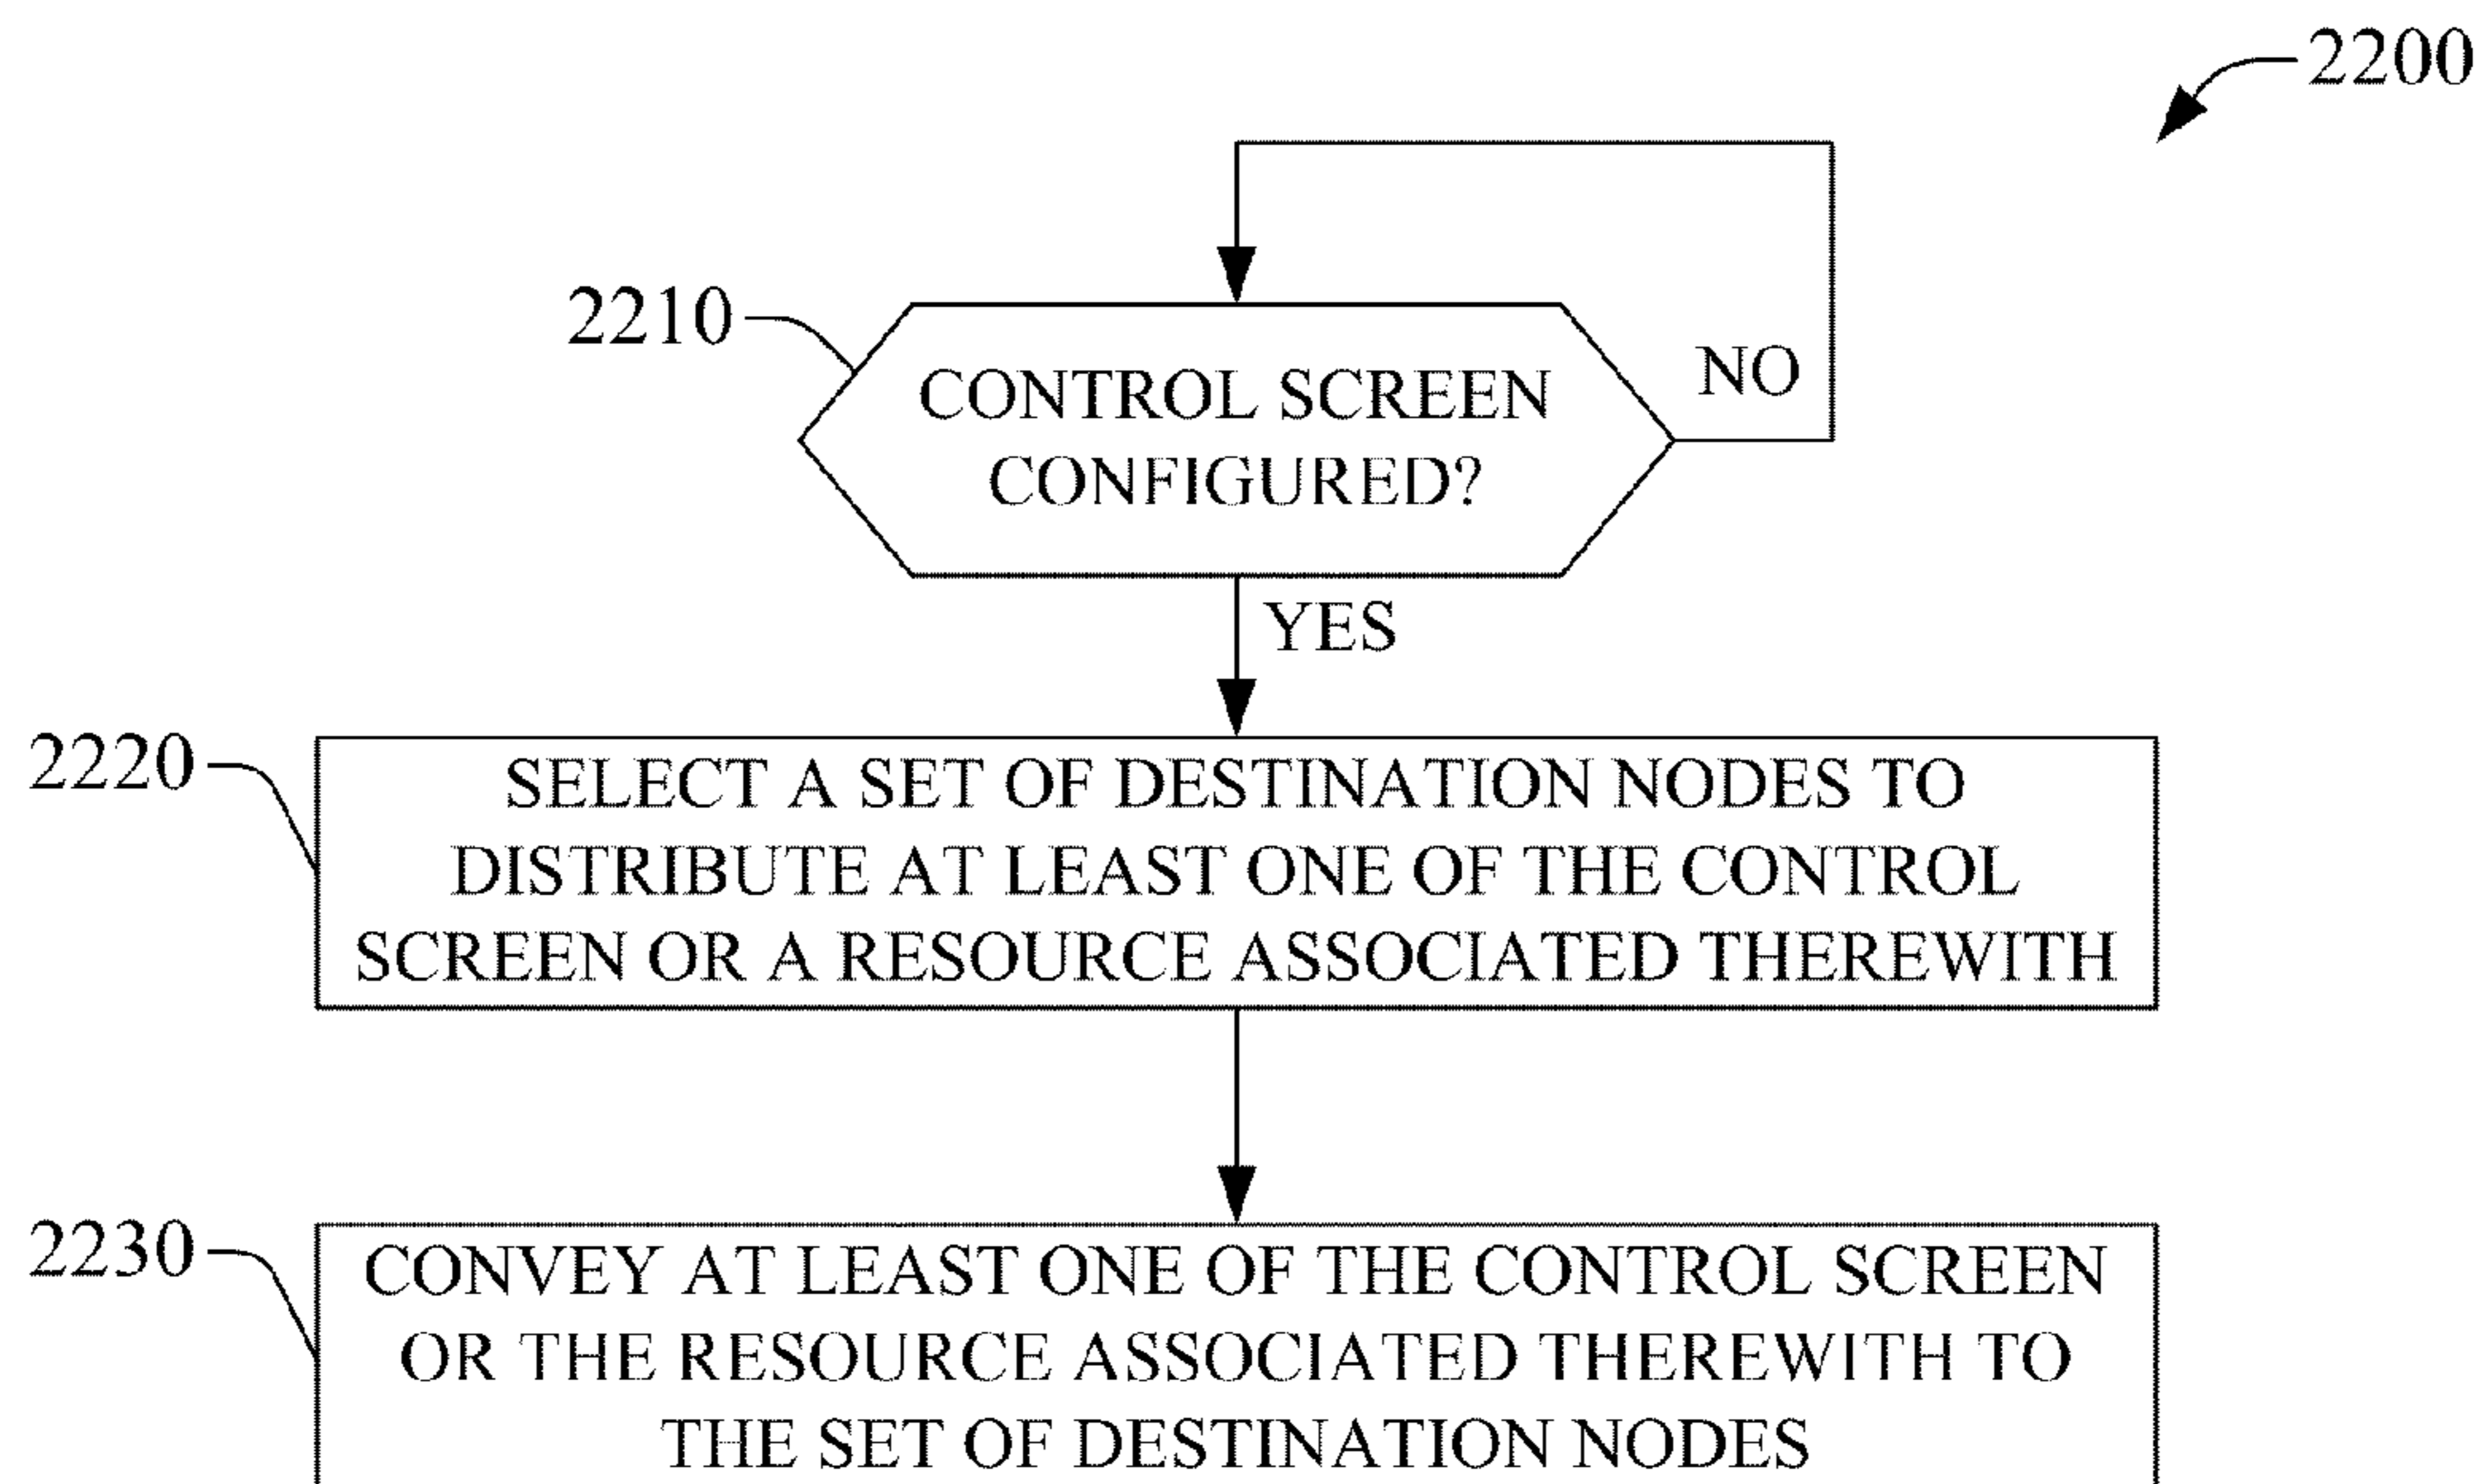 2200
2210
CONTROL SCREEN
CONFIGURED?
NO
YES
2220
SELECT A SET OF DESTINATION NODES TO
DISTRIBUTE AT LEAST ONE OF THE CONTROL
SCREEN OR A RESOURCE ASSOCIATED THEREWITH
2230
CONVEY AT LEAST ONE OF THE CONTROL SCREEN
OR THE RESOURCE ASSOCIATED THEREWITH TO
THE SET OF DESTINATION NODES